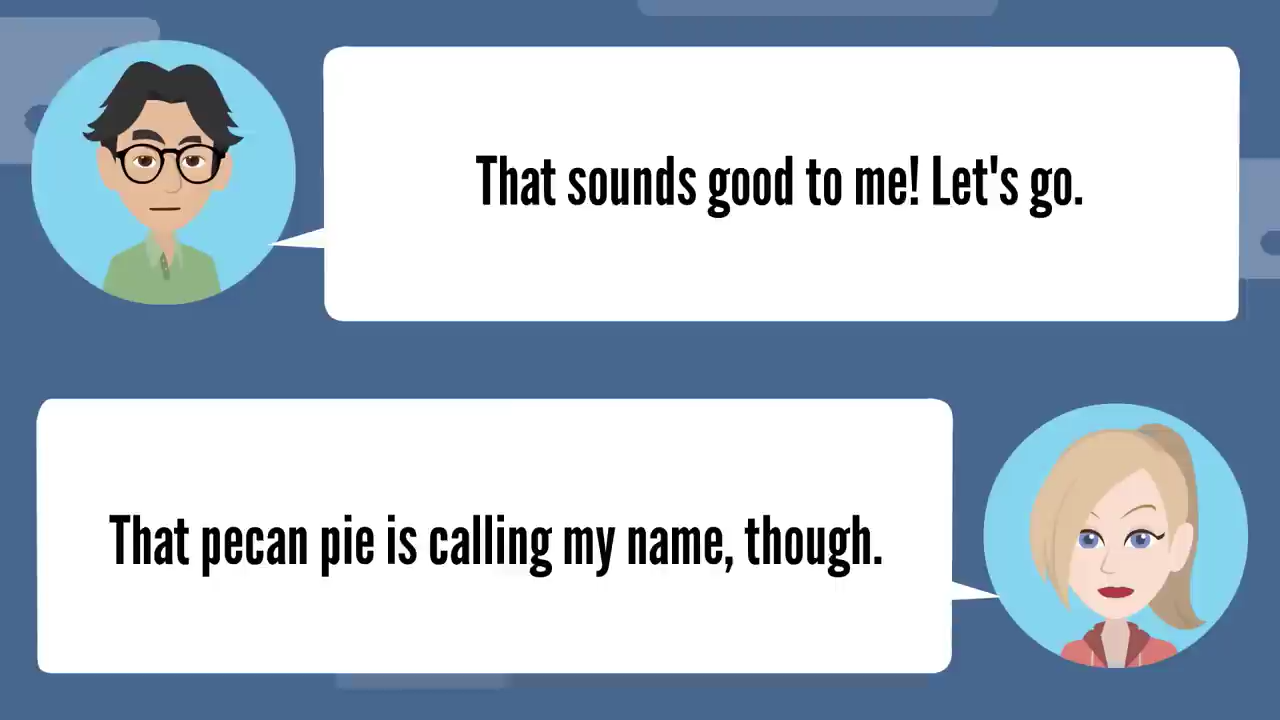 That sounds good to me! Let's go.
That pecan pie is calling my name, though.